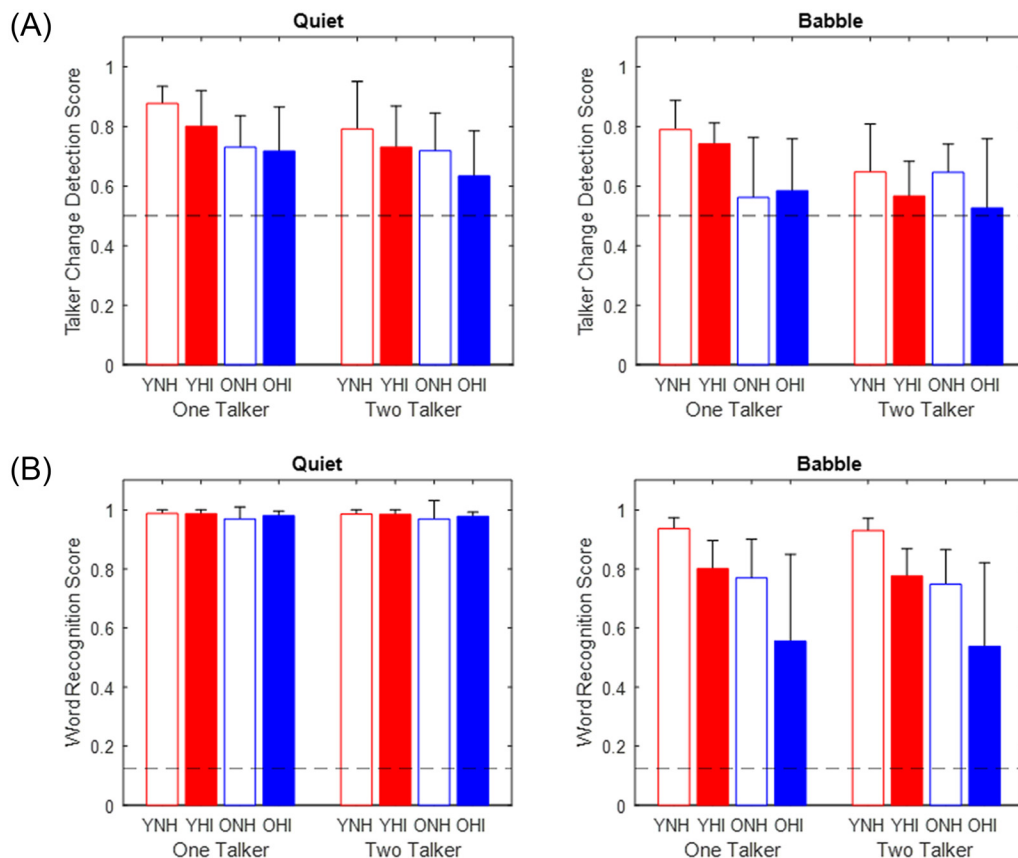 (A)
Quiet
Babble
Talker Change Detection Score
1
0.8
0.6
0.4
0.2
0
YNH YHI ONH OHI YNH YHI ONH OHI
One Talker Two Talker
Talker Change Detection Score
1
0.8
0.6
0.4
0.2
0
YNH YHI ONH OHI YNH YHI ONH OHI
One Talker Two Talker
(B)
Quiet
Babble
Word Recognition Score
1
0.8
0.6
0.4
0.2
0
YNH YHI ONH OHI YNH YHI ONH OHI
One Talker Two Talker
Word Recognition Score
1
0.8
0.6
0.4
0.2
0
YNH YHI ONH OHI YNH YHI ONH OHI
One Talker Two Talker